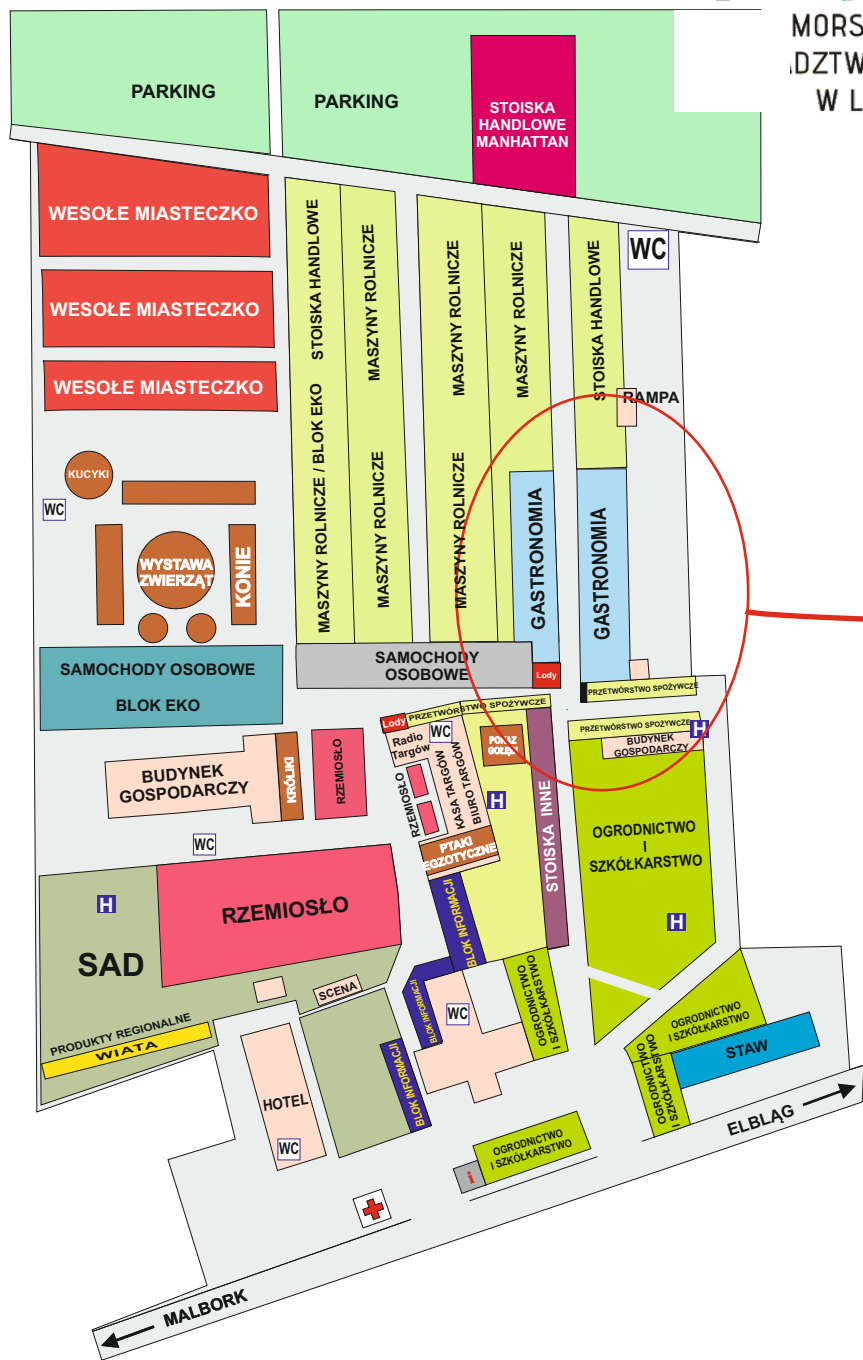 MORS
DZTW
W L
PARKING
PARKING
STOISKA
HANDLOWE
MANHATTAN
WESOŁE MIASTECZKO
WESOŁE MIASTECZKO
WESOŁE MIASTECZKO
STOISKA HANDLOWE
MASZYNY ROLNICZE / BLOK EKO
MASZYNY ROLNICZE
MASZYNY ROLNICZE
MASZYNY ROLNICZE
MASZYNY ROLNICZE
MASZYNY ROLNICZE
STOISKA HANDLOWE
WC
RAMPA
KUCYKI
WC
WYSTAWA
ZWIERZĄT
KONIE
GASTRONOMIA
GASTRONOMIA
SAMOCHODY OSOBOWE
BLOK EKO
SAMOCHODY
OSOBOWE
Lody
PRZETWÓRSTWO SPOŻYWCZE
Lody
PRZETWÓRSTWO SPOŻYWCZE
PRZETWÓRSTWO SPOŻYWCZE
H
BUDYNEK
GOSPODARCZY
Radio
Targów
WC
POKAZ
GOŁĘBI
BUDYNEK
GOSPODARCZY
KRÓLIKI
RZEMIOSŁO
RZEMIOSŁO
KASA TARGÓW
BIURO TARGÓW
H
STOISKA INNE
OGRODNICTWO
I
SZKÓŁKARSTWO
WC
PTAKI
EGZOTYCZNE
H
RZEMIOSŁO
BLOK INFORMACJI
H
SAD
SCENA
BLOK INFORMACJI
WC
OGRODNICTWO
I SZKÓŁKARSTWO
PRODUKTY REGIONALNE
WIATA
OGRODNICTWO
I SZKÓŁKARSTWO
STAW
HOTEL
BLOK INFORMACJI
OGRODNICTWO
I SZKÓŁKARSTWO
WC
OGRODNICTWO
I SZKÓŁKARSTWO
i
ELBLĄG
MALBORK